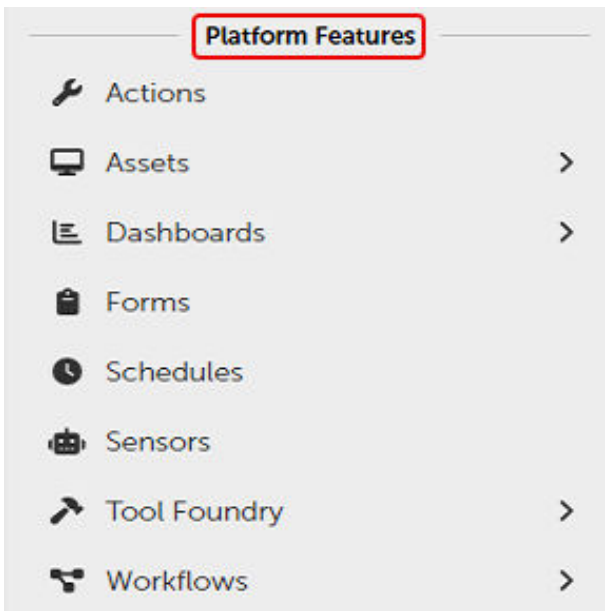 Platform Features
Actions
Assets
Dashboards
Forms
Schedules
Sensors
Tool Foundry
Workflows